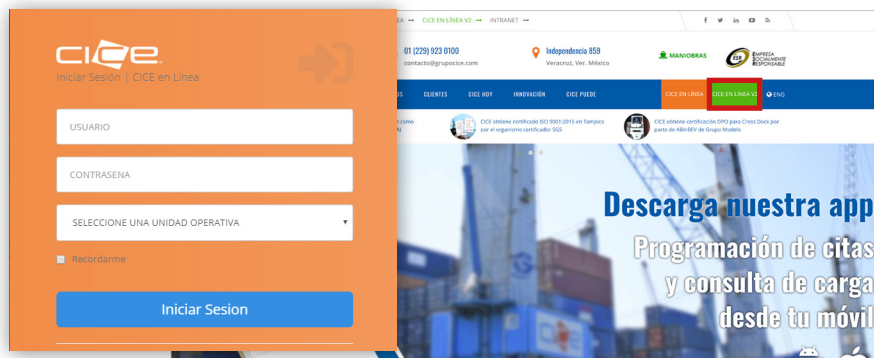 CICE
Iniciar Sesión | CICE en Línea
USUARIO
CONTRASENA
SELECCIONE UNA UNIDAD OPERATIVA
Recordarme
Iniciar Sesion
EA → CICE EN LÍNEA V2 → INTRANET →
01 (229) 923 0100
contacto@grupocice.com
Independencia 859
Veracruz, Ver. México
MANIOBRAS
ESR EMPRESA
SOCIALMENTE
RESPONSABLE
OS CLIENTES CICE HOY INNOVACIÓN CICE PUEDE CICE EN LÍNEA CICE EN LÍNEA V2 ENG
como
CICE obtiene certificado ISO 9001:2015 en Tampico
por el organismo certificador SGS
CICE obtiene certificación DPO para Cross Dock por
parte de ABinBEV de Grupo Modelo
Descarga nuestra app
Programación de citas
y consulta de carga
desde tu móvil